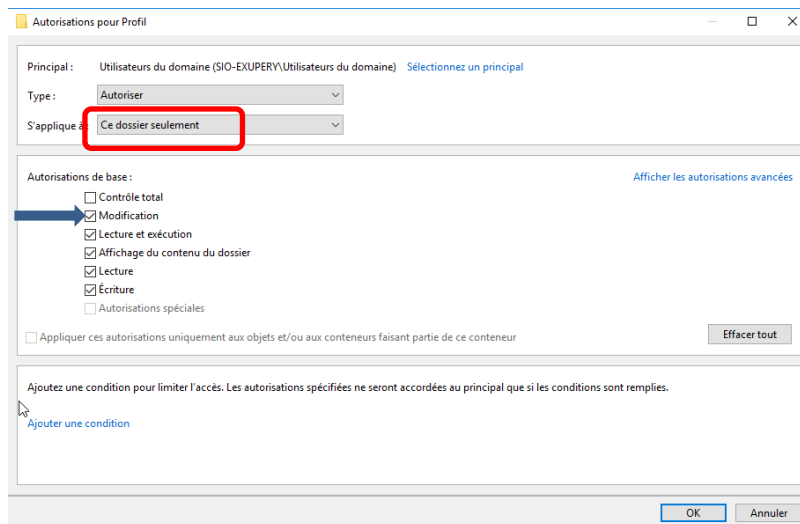 Autorisations pour Profil
Principal : Utilisateurs du domaine (SIO-EXUPERY\Utilisateurs du domaine) Sélectionnez un principal
Type : Autoriser
S'applique à : Ce dossier seulement
Autorisations de base : Afficher les autorisations avancées
Contrôle total
Modification
Lecture et exécution
Affichage du contenu du dossier
Lecture
Écriture
Autorisations spéciales
Appliquer ces autorisations uniquement aux objets et/ou aux conteneurs faisant partie de ce conteneur Effacer tout
Ajoutez une condition pour limiter l'accès. Les autorisations spécifiées ne seront accordées au principal que si les conditions sont remplies.
Ajouter une condition
OK Annuler